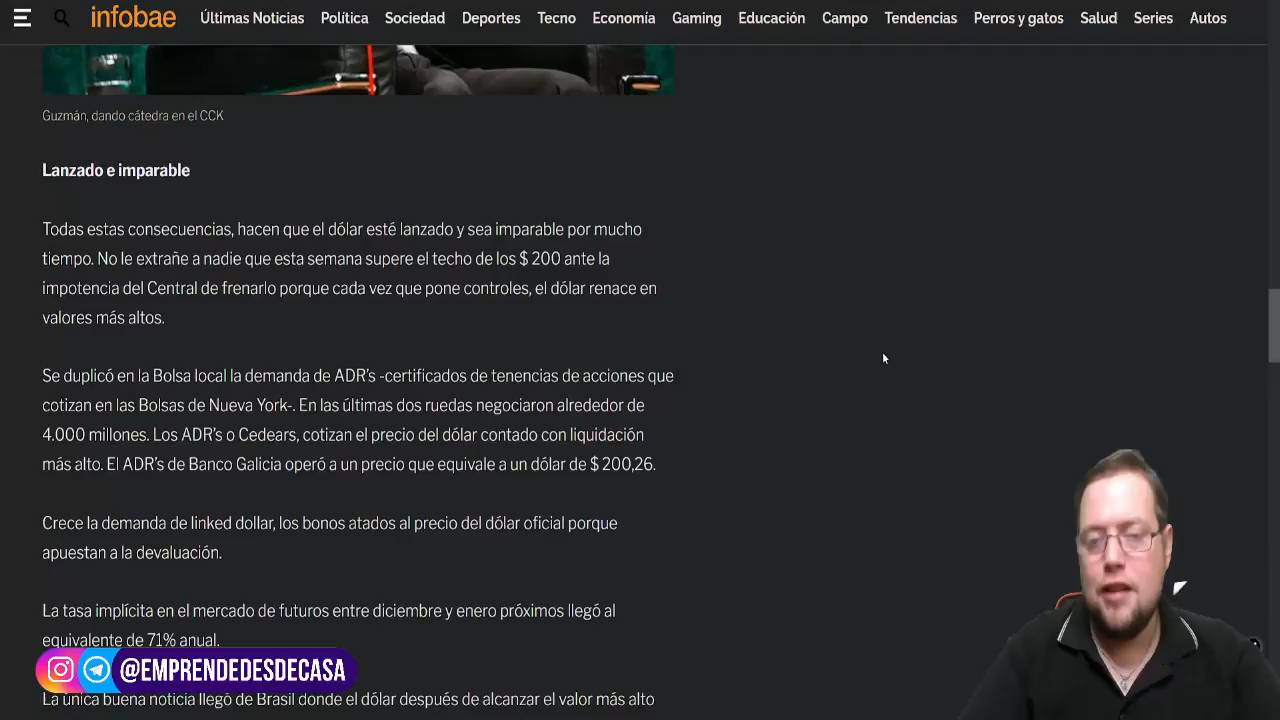 infobae
Últimas Noticias Política Sociedad Deportes Tecno Economía Gaming Educación Campo Tendencias Perros y gatos Salud Series Autos
Guzmán, dando cátedra en el CCK
Lanzado e imparable
Todas estas consecuencias, hacen que el dólar esté lanzado y sea imparable por mucho
tiempo. No le extrañe a nadie que esta semana supere el techo de los $ 200 ante la
impotencia del Central de frenarlo porque cada vez que pone controles, el dólar renace en
valores más altos.
Se duplicó en la Bolsa local la demanda de ADR's -certificados de tenencias de acciones que
cotizan en las Bolsas de Nueva York-. En las últimas dos ruedas negociaron alrededor de
4.000 millones. Los ADR's o Cedears, cotizan el precio del dólar contado con liquidación
más alto. El ADR's de Banco Galicia operó a un precio que equivale a un dólar de $ 200,26.
Crece la demanda de linked dollar, los bonos atados al precio del dólar oficial porque
apuestan a la devaluación.
La tasa implícita en el mercado de futuros entre diciembre y enero próximos llegó al
equivalente de 71% anual.
@EMPRENDEDESDECASA
La única buena noticia llegó de Brasil donde el dólar después de alcanzar el valor más alto